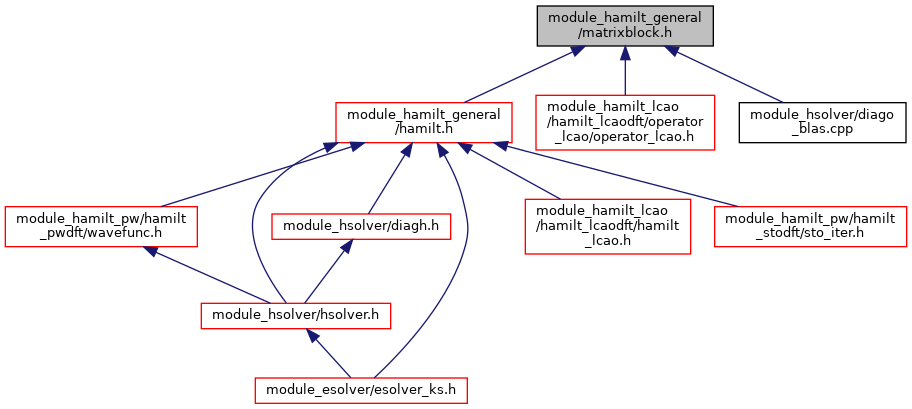 module_hamilt_general
/matrixblock.h
module_hamilt_general
/hamilt.h
module_hamilt_lcao
/hamilt_lcaodft/operator
_lcao/operator_lcao.h
module_hsolver/diago
_blas.cpp
module_hamilt_pw/hamilt
_pwdft/wavefunc.h
module_hsolver/diagh.h
module_hamilt_lcao
/hamilt_lcaodft/hamilt
_lcao.h
module_hamilt_pw/hamilt
_stodft/sto_iter.h
module_hsolver/hsolver.h
module_esolver/esolver_ks.h